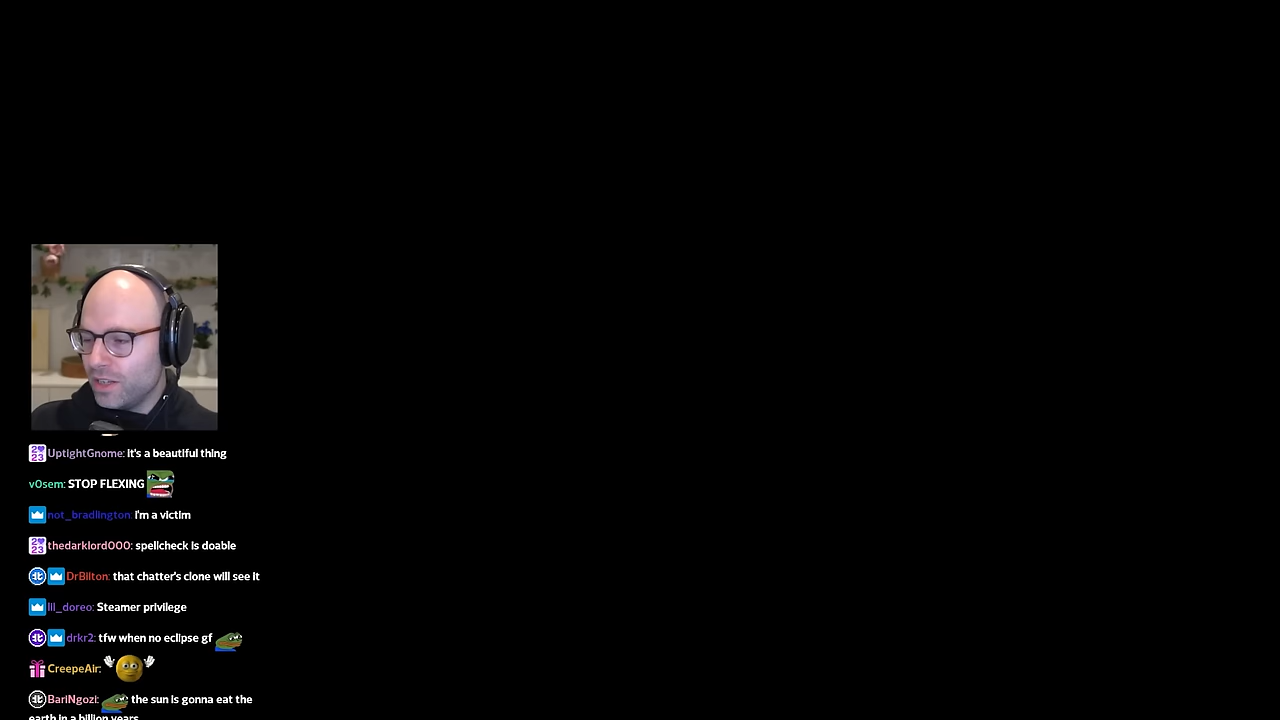 UptightGnome: it's a beautiful thing
v0sem: STOP FLEXING
not_bradlington: i'm a victim
thedarklord000: spellcheck is doable
DrBilton: that chatter's clone will see it
lil_doreo: Steamer privilege
drkr2: tfw when no eclipse gf
CreepeAir:
BariNgozi: the sun is gonna eat the
earth in a billion years